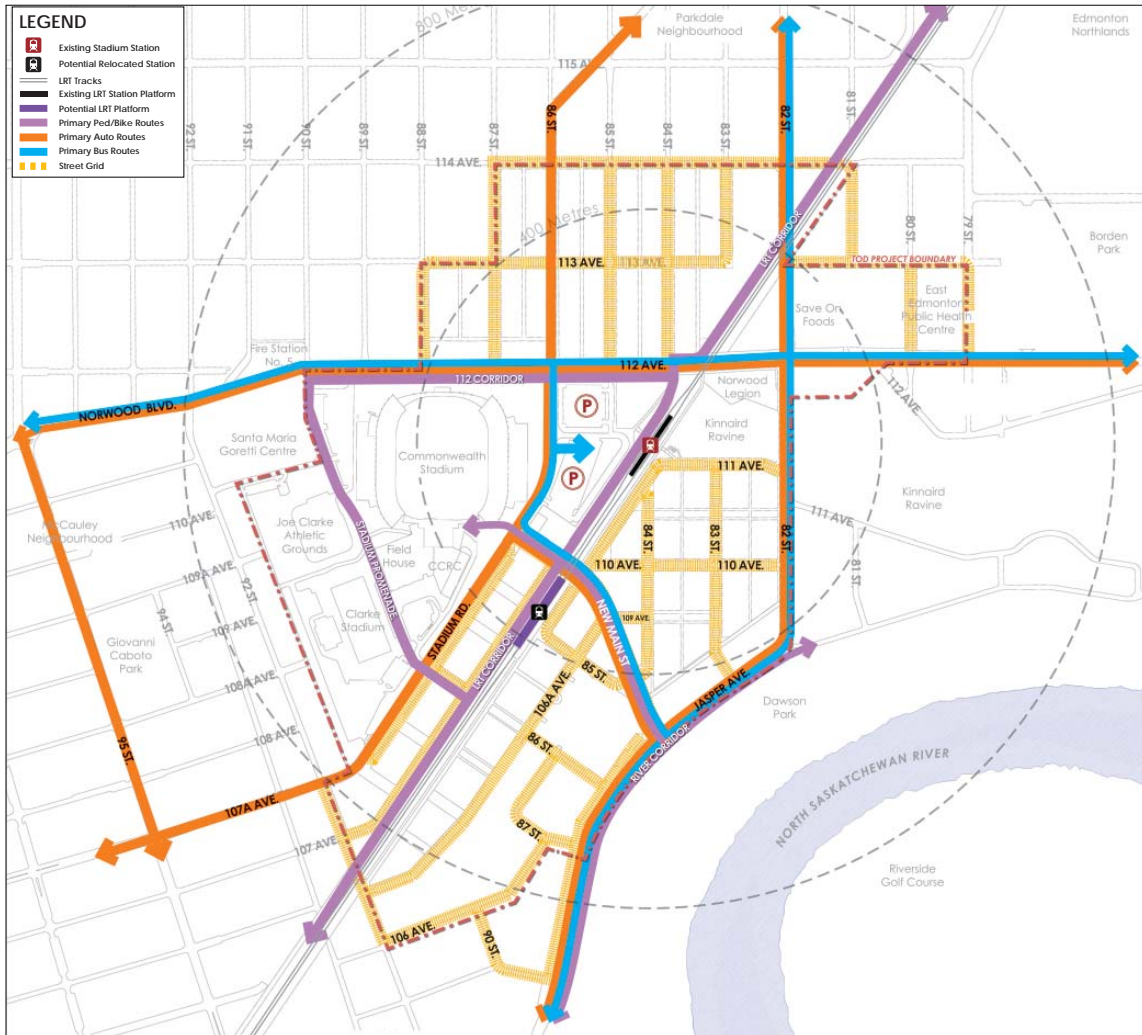 LEGEND
Existing Stadium Station
Potential Relocated Station
LRT Tracks
Existing LRT Station Platform
Potential LRT Platform
Primary Ped/Bike Routes
Primary Auto Routes
Primary Bus Routes
Street Grid
800 Metres
Parkdale
Neighbourhood
Edmonton
Northlands
115 AVE.
92 ST.
91 ST.
90 ST.
89 ST.
88 ST.
87 ST.
86 ST.
85 ST.
84 ST.
83 ST.
82 ST.
81 ST.
114 AVE.
400 Metres
LRT CORRIDOR
80 ST.
79 ST.
Borden
Park
113 AVE.
113 AVE.
TOD PROJECT BOUNDARY
East
Edmonton
Public Health
Centre
Save On
Foods
Fire Station
No. 5
112 AVE.
112 CORRIDOR
112 AVE.
NORWOOD BLVD.
Norwood
Legion
P
Kinnaird
Ravine
Santa Maria
Goretti Centre
Commonwealth
Stadium
P
111 AVE.
Kinnaird
Ravine
111 AVE.
McCauley
Neighbourhood
110 AVE.
Joe Clarke
Athletic
Grounds
STADIUM PROMENADE
Field
House
CCRC
84 ST.
83 ST.
82 ST.
81 ST.
109A AVE.
110 AVE.
110 AVE.
92 ST.
94 ST.
109 AVE.
Clarke
Stadium
STADIUM RD.
NEW MAIN ST
109 AVE.
Giovanni
Caboto
Park
LRT CORRIDOR
85 ST.
108A AVE.
106A AVE.
JASPER AVE.
Dawson
Park
108 AVE.
95 ST.
86 ST.
RIVER CORRIDOR
NORTH SASKATCHEWAN RIVER
107A AVE.
87 ST.
107 AVE.
Riverside
Golf Course
106 AVE.
90 ST.